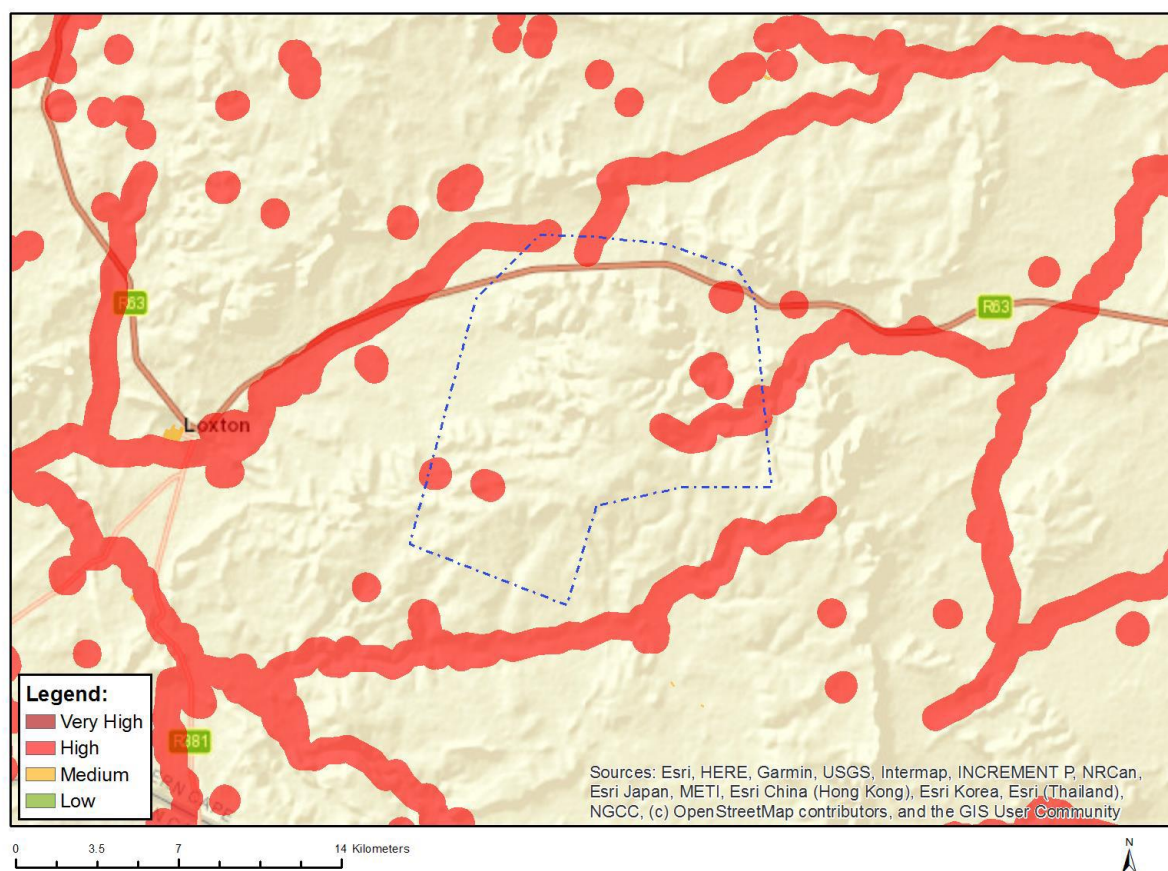 R63
R63
Loxton
R381
Legend:
Very High
High
Medium
Low
Sources: Esri, HERE, Garmin, USGS, Intermap, INCREMENT P, NRCan,
Esri Japan, METI, Esri China (Hong Kong), Esri Korea, Esri (Thailand),
NGCC, (c) OpenStreetMap contributors, and the GIS User Community
0 3.5 7 14 Kilometers
N